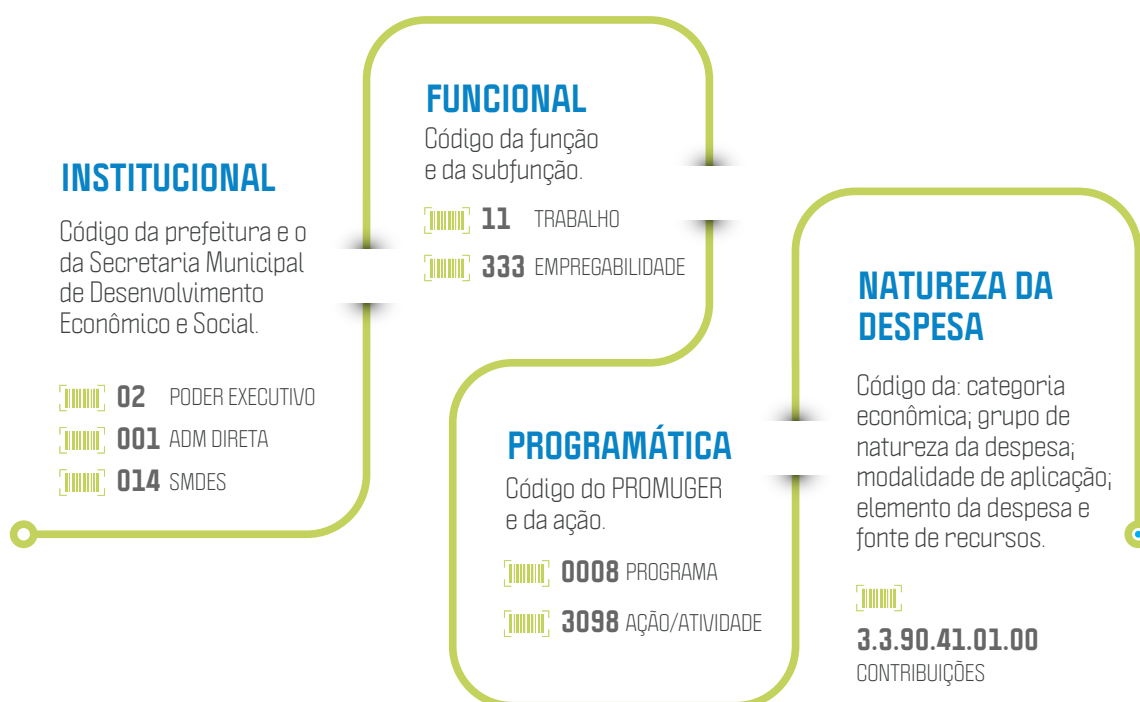 INSTITUCIONAL
Código da prefeitura e o
da Secretaria Municipal
de Desenvolvimento
Econômico e Social.
02 PODER EXECUTIVO
001 ADM DIRETA
014 SMDES
FUNCIONAL
Código da função
e da subfunção.
11 TRABALHO
333 EMPREGABILIDADE
PROGRAMÁTICA
Código do PROMUGER
e da ação.
0008 PROGRAMA
3098 AÇÃO/ATIVIDADE
NATUREZA DA
DESPESA
Código da: categoria
econômica; grupo de
natureza da despesa;
modalidade de aplicação;
elemento da despesa e
fonte de recursos.
3.3.90.41.01.00
CONTRIBUIÇÕES